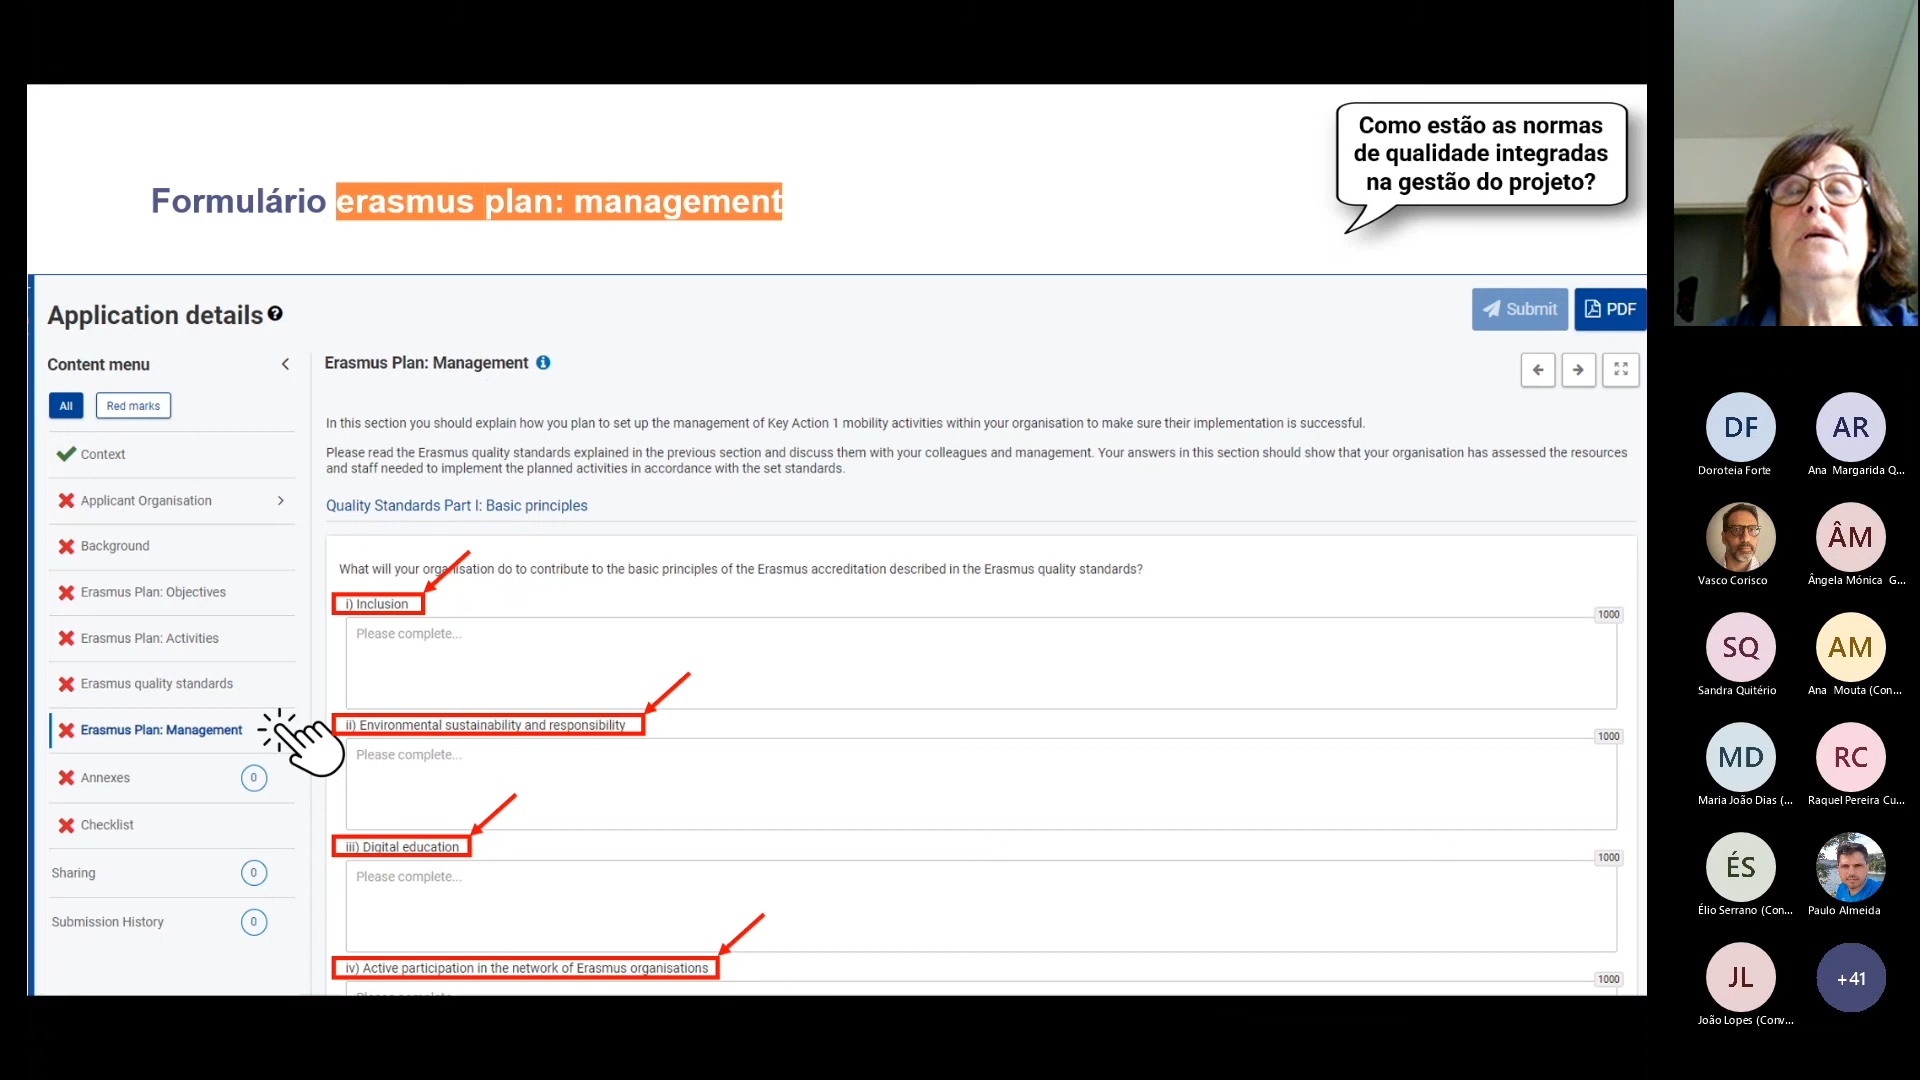 Como estão as normas
de qualidade integradas
na gestão do projeto?
Formulário erasmus plan: management
Application details
Submit
PDF
Content menu
All
Red marks
Context
Applicant Organisation
Background
Erasmus Plan: Objectives
Erasmus Plan: Activities
Erasmus quality standards
Erasmus Plan: Management
Annexes
0
Checklist
Sharing
0
Submission History
0
Erasmus Plan: Management
In this section you should explain how you plan to set up the management of Key Action 1 mobility activities within your organisation to make sure their implementation is successful.
Please read the Erasmus quality standards explained in the previous section and discuss them with your colleagues and management. Your answers in this section should show that your organisation has assessed the resources
and staff needed to implement the planned activities in accordance with the set standards.
Quality Standards Part I: Basic principles
What will your organisation do to contribute to the basic principles of the Erasmus accreditation described in the Erasmus quality standards?
i) Inclusion
1000
Please complete...
ii) Environmental sustainability and responsibility
1000
Please complete...
iii) Digital education
1000
Please complete...
iv) Active participation in the network of Erasmus organisations
1000
DF
Doroteia Forte
AR
Ana Margarida Q...
Vasco Corisco
ÂM
Ângela Mónica G...
SQ
Sandra Quitério
AM
Ana Mouta (Con...
MD
Maria João Dias (...
RC
Raquel Pereira Cu...
ÉS
Élio Serrano (Con...
Paulo Almeida
JL
João Lopes (Conv...
+41